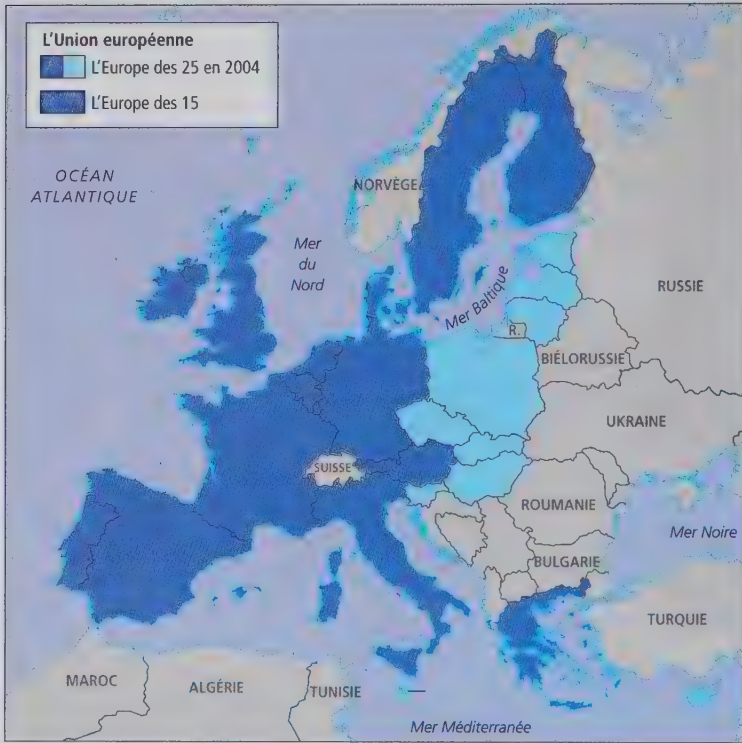 L'Union européenne
L'Europe des 25 en 2004
L'Europe des 15
OCÉAN
ATLANTIQUE
NORVÈGE
Mer
du
Nord
Mer Baltique
RUSSIE
R.
BIÉLORUSSIE
UKRAINE
SUISSE
ROUMANIE
Mer Noire
BULGARIE
TURQUIE
MAROC
ALGÉRIE
TUNISIE
Mer Méditerranée